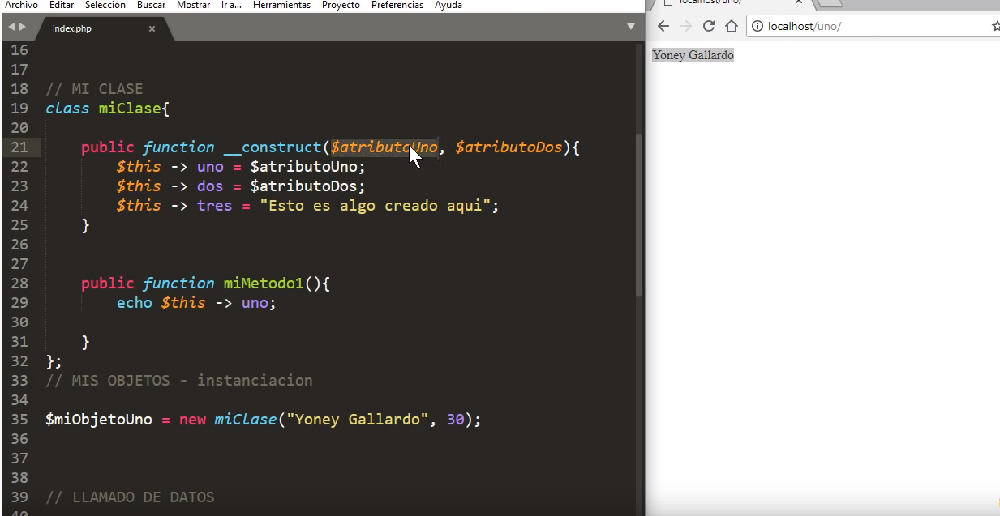 Archivo Editar Selección Buscar Mostrar Ir a... Herramientas Proyecto Preferencias Ayuda
index.php ×
localhost/uno/ ×
localhost/uno/
Yoney Gallardo
16
17
18 // MI CLASE
19 class miClase{
20
21 public function __construct($atributoUno, $atributoDos){
22 $this -> uno = $atributoUno;
23 $this -> dos = $atributoDos;
24 $this -> tres = "Esto es algo creado aqui";
25 }
26
27
28 public function miMetodo1(){
29 echo $this -> uno;
30
31 }
32 };
33 // MIS OBJETOS - instanciacion
34
35 $miObjetoUno = new miClase("Yoney Gallardo", 30);
36
37
38
39 // LLAMADO DE DATOS
40